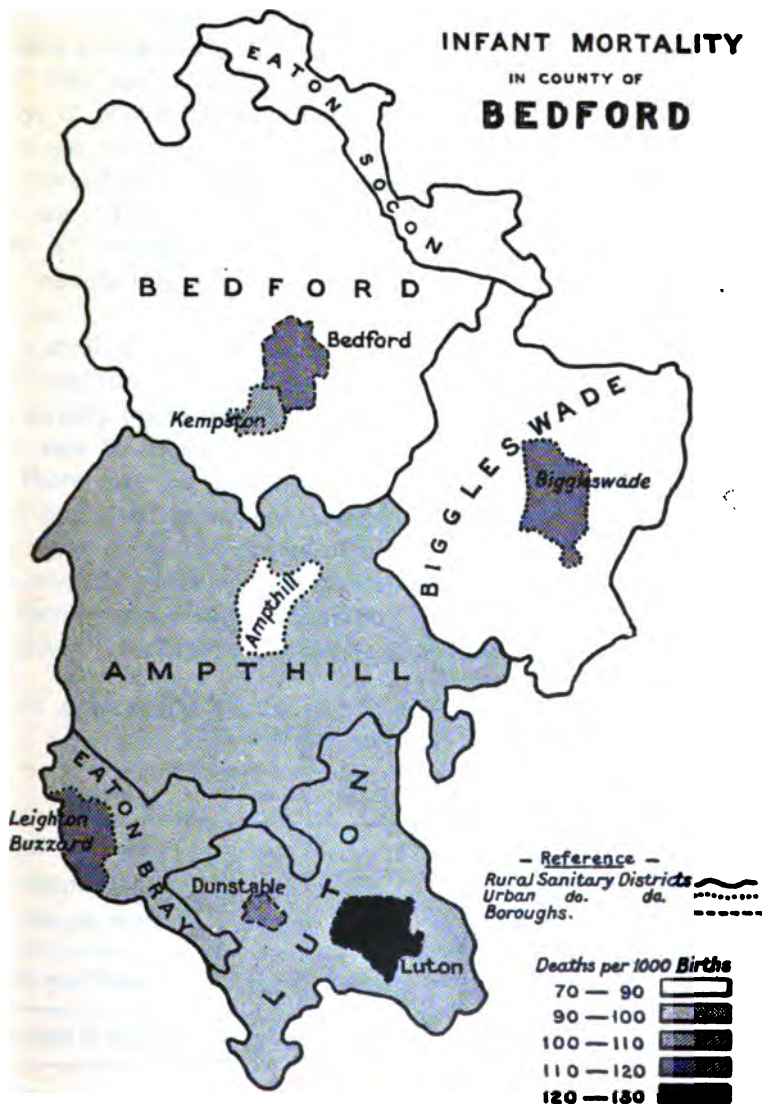 INFANT MORTALITY
IN COUNTY OF
BEDFORD
EATON SOCON
BEDFORD
Bedford
Kempston
BIGGLESWADE
Biggleswade
Ampthill
AMPTHILL
EATON BRAY
Leighton
Buzzard
Dunstable
LUTON
Luton
– Reference –
Rural Sanitary Districts
Urban do. do.
Boroughs.
Deaths per 1000 Births
70 — 90
90 — 100
100 — 110
110 — 120
120 — 130